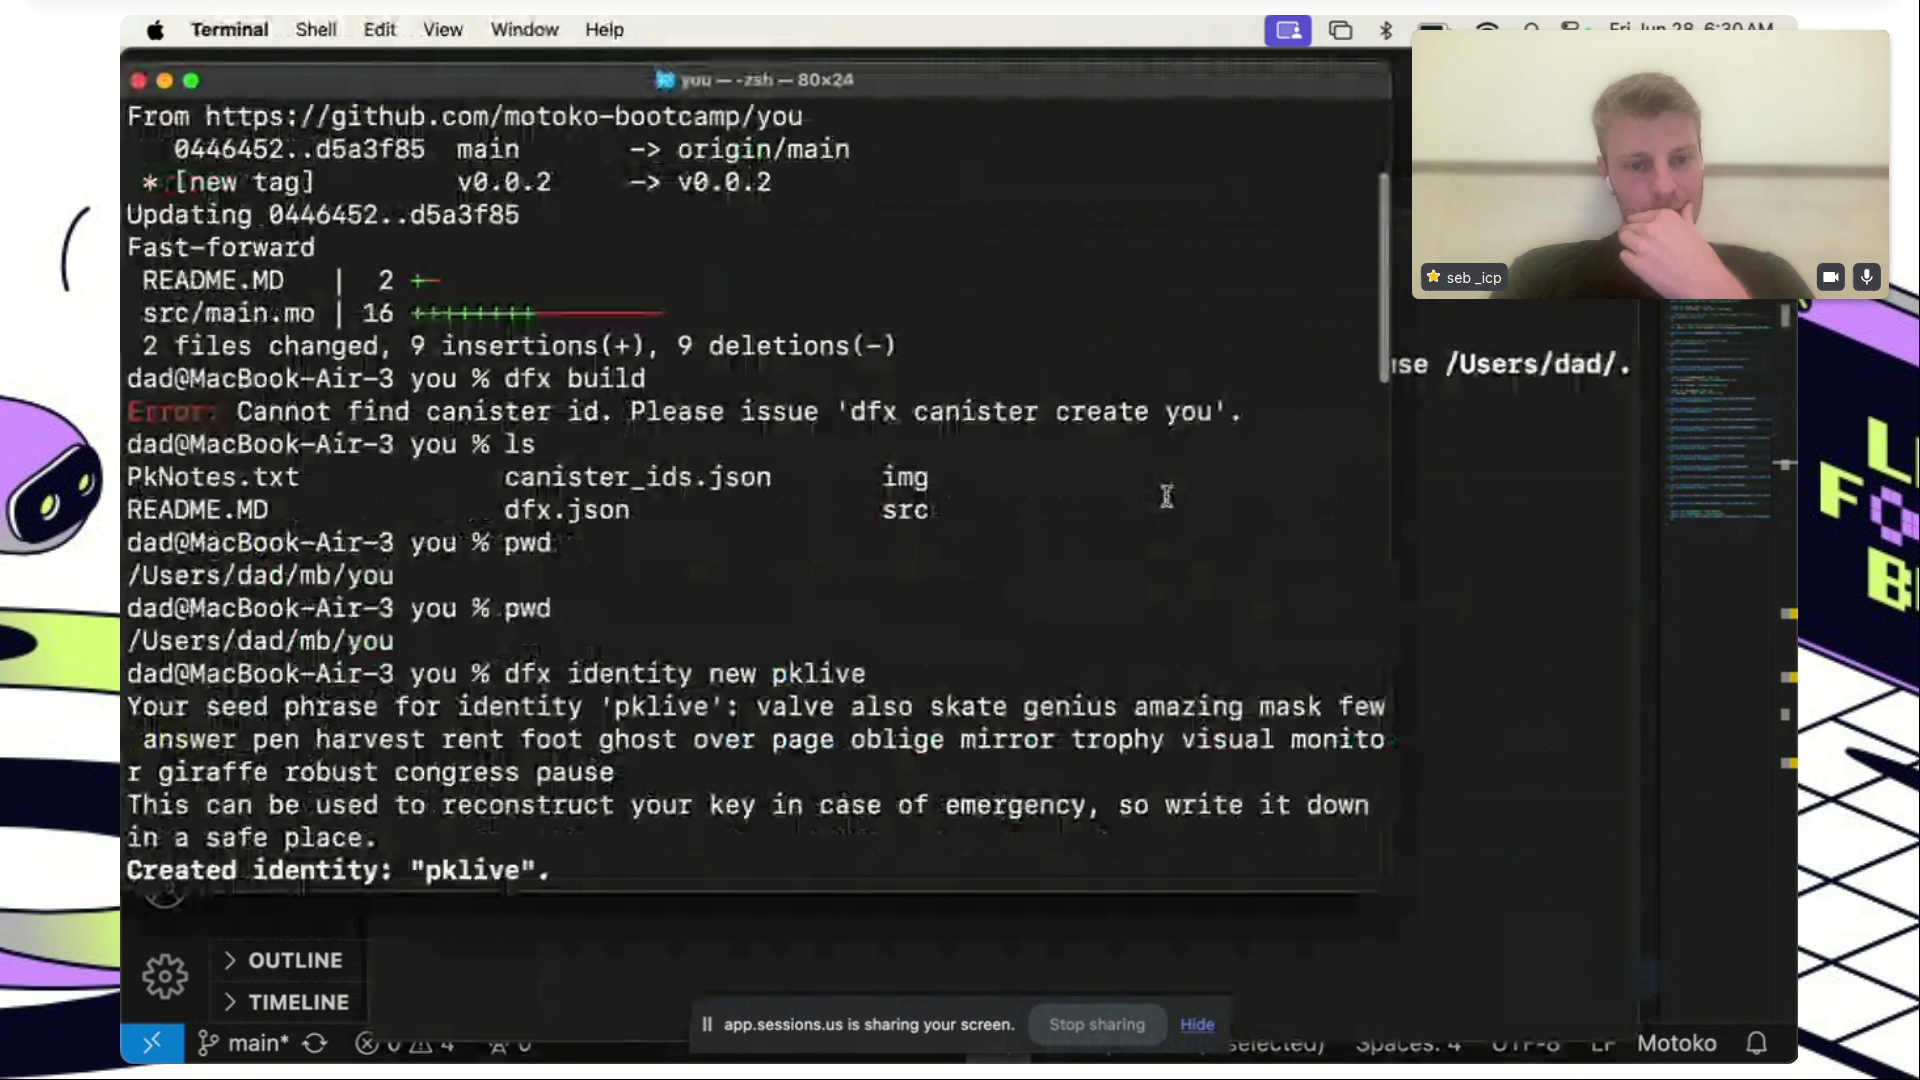 Terminal Shell Edit View Window Help
Fri Jun 28 6:30 AM
you — -zsh — 80×24
From https://github.com/motoko-bootcamp/you
0446452..d5a3f85 main -> origin/main
* [new tag] v0.0.2 -> v0.0.2
Updating 0446452..d5a3f85
Fast-forward
README.MD | 2 +-
src/main.mo | 16 ++++++++--------
2 files changed, 9 insertions(+), 9 deletions(-)
dad@MacBook-Air-3 you % dfx build
Error: Cannot find canister id. Please issue 'dfx canister create you'.
dad@MacBook-Air-3 you % ls
PkNotes.txt canister_ids.json img
README.MD dfx.json src
dad@MacBook-Air-3 you % pwd
/Users/dad/mb/you
dad@MacBook-Air-3 you % pwd
/Users/dad/mb/you
dad@MacBook-Air-3 you % dfx identity new pklive
Your seed phrase for identity 'pklive': valve also skate genius amazing mask few
answer pen harvest rent foot ghost over page oblige mirror trophy visual monito
r giraffe robust congress pause
This can be used to reconstruct your key in case of emergency, so write it down
in a safe place.
Created identity: "pklive".
seb _icp
/Users/dad/.
OUTLINE
TIMELINE
app.sessions.us is sharing your screen. Stop sharing Hide
main* 0 4 0 selected) Spaces: 4 UTF-8 LF Motoko